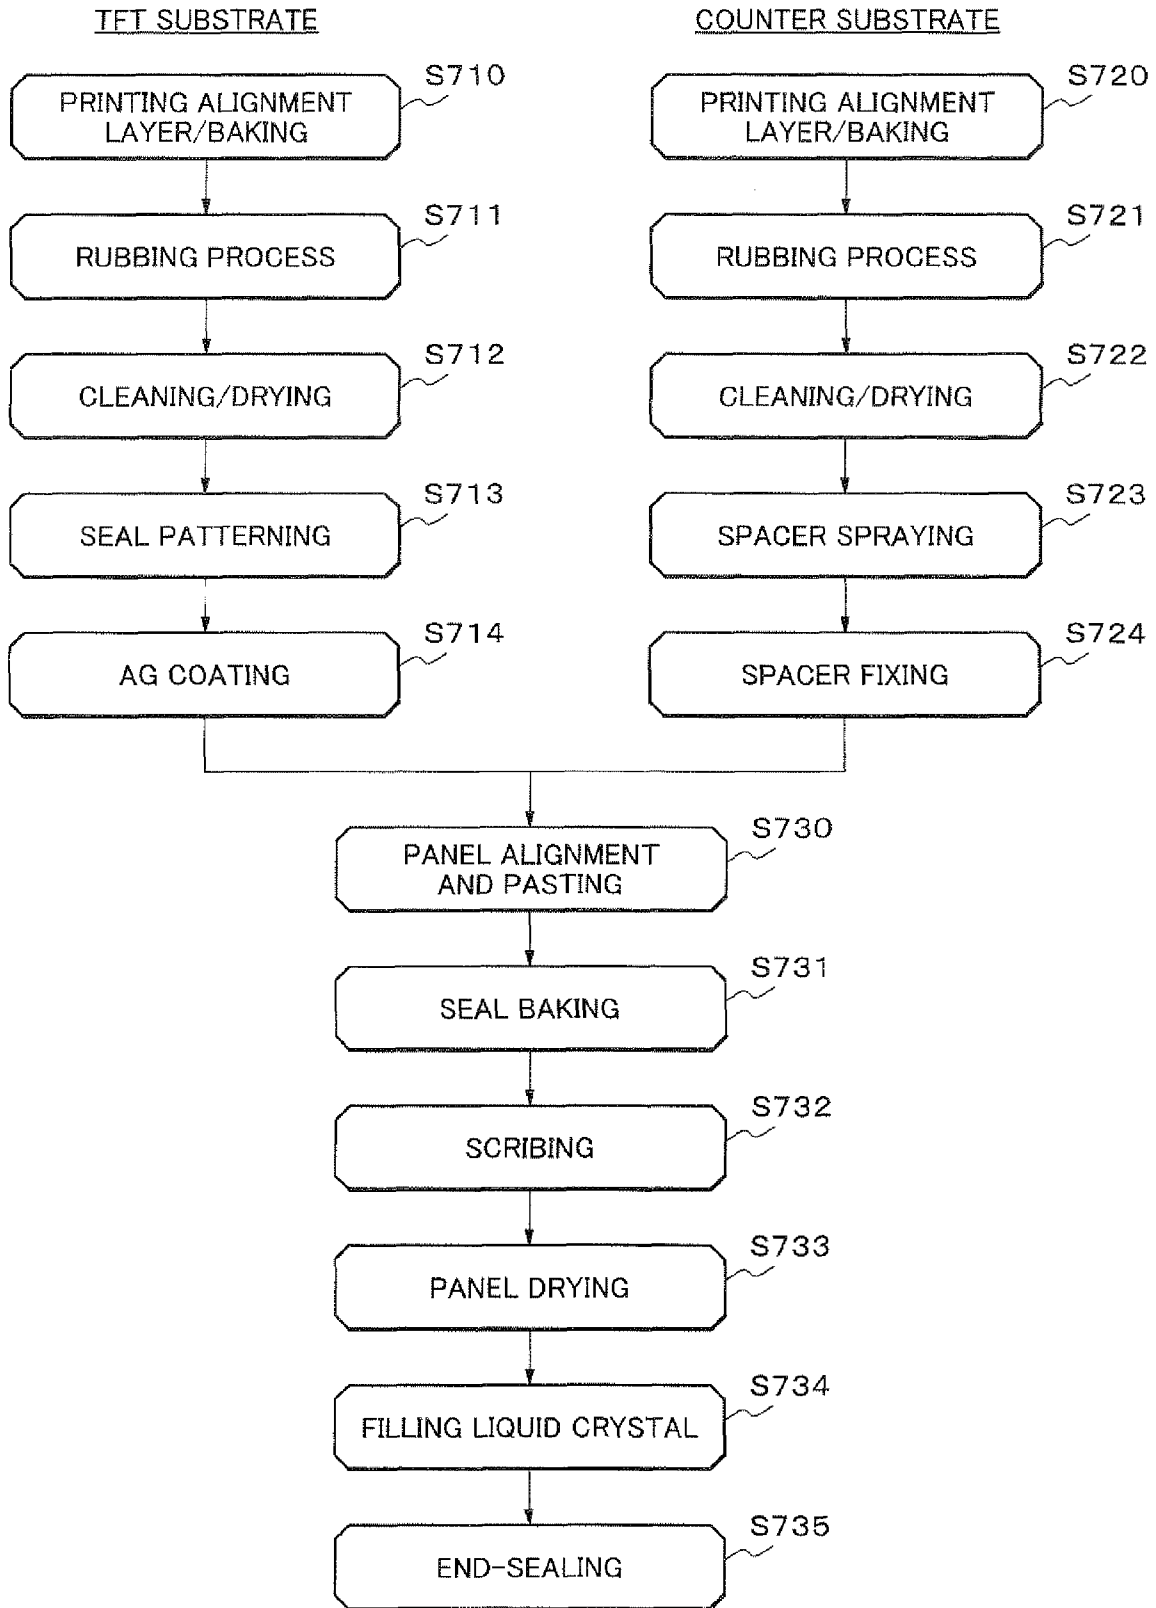 TFT SUBSTRATE
COUNTER SUBSTRATE
S710
PRINTING ALIGNMENT
LAYER/BAKING
S720
PRINTING ALIGNMENT
LAYER/BAKING
S711
RUBBING PROCESS
S721
RUBBING PROCESS
S712
CLEANING/DRYING
S722
CLEANING/DRYING
S713
SEAL PATTERNING
S723
SPACER SPRAYING
S714
AG COATING
S724
SPACER FIXING
S730
PANEL ALIGNMENT
AND PASTING
S731
SEAL BAKING
S732
SCRIBING
S733
PANEL DRYING
S734
FILLING LIQUID CRYSTAL
S735
END-SEALING